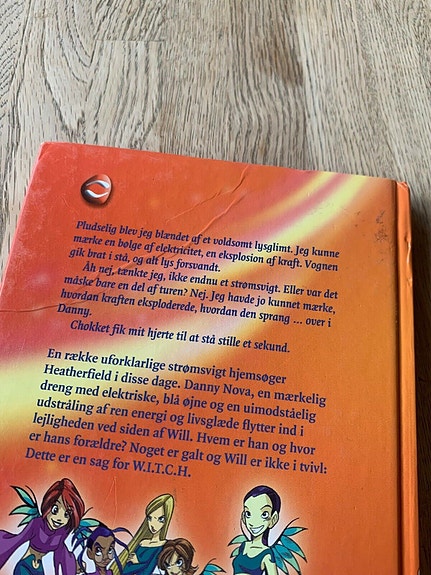 Pludselig blev jeg blændet af et voldsomt lysglimt. Jeg kunne
mærke en bølge af elektricitet, en eksplosion af kraft. Vognen
gik brat i stå, og alt lys forsvandt.
Åh nej, tænkte jeg, ikke endnu et strømsvigt. Eller var det
måske bare en del af turen? Nej. Jeg havde jo kunnet mærke,
hvordan kraften eksploderede, hvordan den sprang ... over i
Danny.
Chokket fik mit hjerte til at stå stille et sekund.
En række uforklarlige strømsvigt hjemsøger
Heatherfield i disse dage. Danny Nova, en mærkelig
dreng med elektriske, blå øjne og en uimodståelig
udstråling af ren energi og livsglæde flytter ind i
lejligheden ved siden af Will. Hvem er han og hvor
er hans forældre? Noget er galt og Will er ikke i tvivl:
Dette er en sag for W.I.T.C.H.